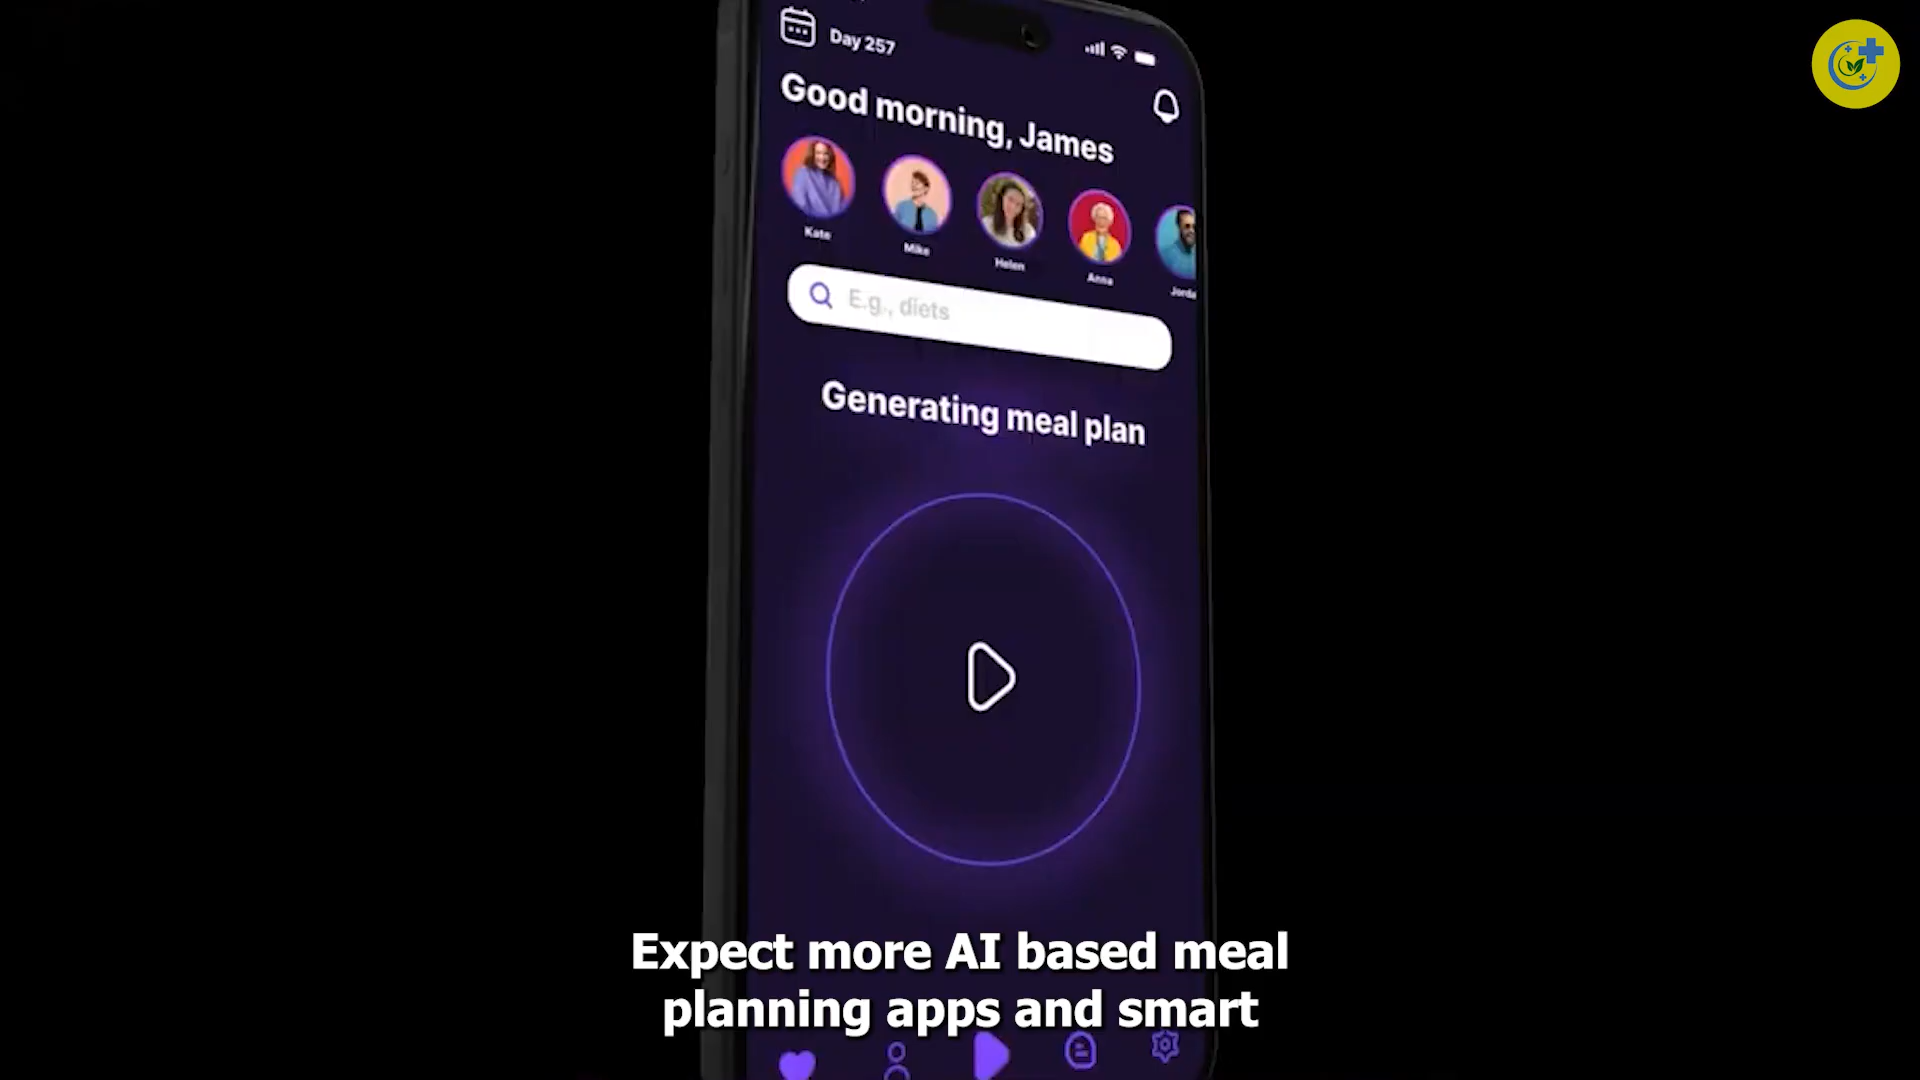 Day 257
Good morning, James
Kate
Mike
Helen
Anna
Jorda
E.g., diets
Generating meal plan
Expect more AI based meal
planning apps and smart